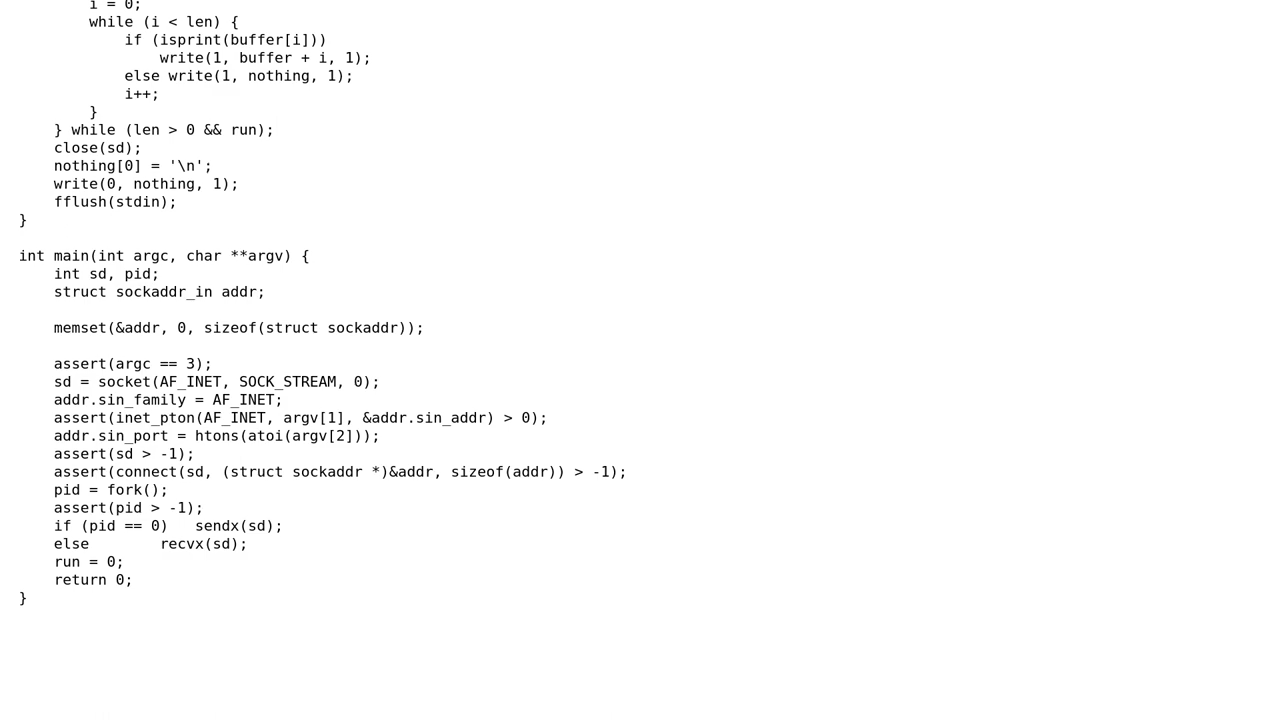 i = 0;
        while (i < len) {
            if (isprint(buffer[i]))
                write(1, buffer + i, 1);
            else write(1, nothing, 1);
            i++;
        }
    } while (len > 0 && run);
    close(sd);
    nothing[0] = '\n';
    write(0, nothing, 1);
    fflush(stdin);
}

int main(int argc, char **argv) {
    int sd, pid;
    struct sockaddr_in addr;

    memset(&addr, 0, sizeof(struct sockaddr));

    assert(argc == 3);
    sd = socket(AF_INET, SOCK_STREAM, 0);
    addr.sin_family = AF_INET;
    assert(inet_pton(AF_INET, argv[1], &addr.sin_addr) > 0);
    addr.sin_port = htons(atoi(argv[2]));
    assert(sd > -1);
    assert(connect(sd, (struct sockaddr *)&addr, sizeof(addr)) > -1);
    pid = fork();
    assert(pid > -1);
    if (pid == 0)   sendx(sd);
    else        recvx(sd);
    run = 0;
    return 0;
}